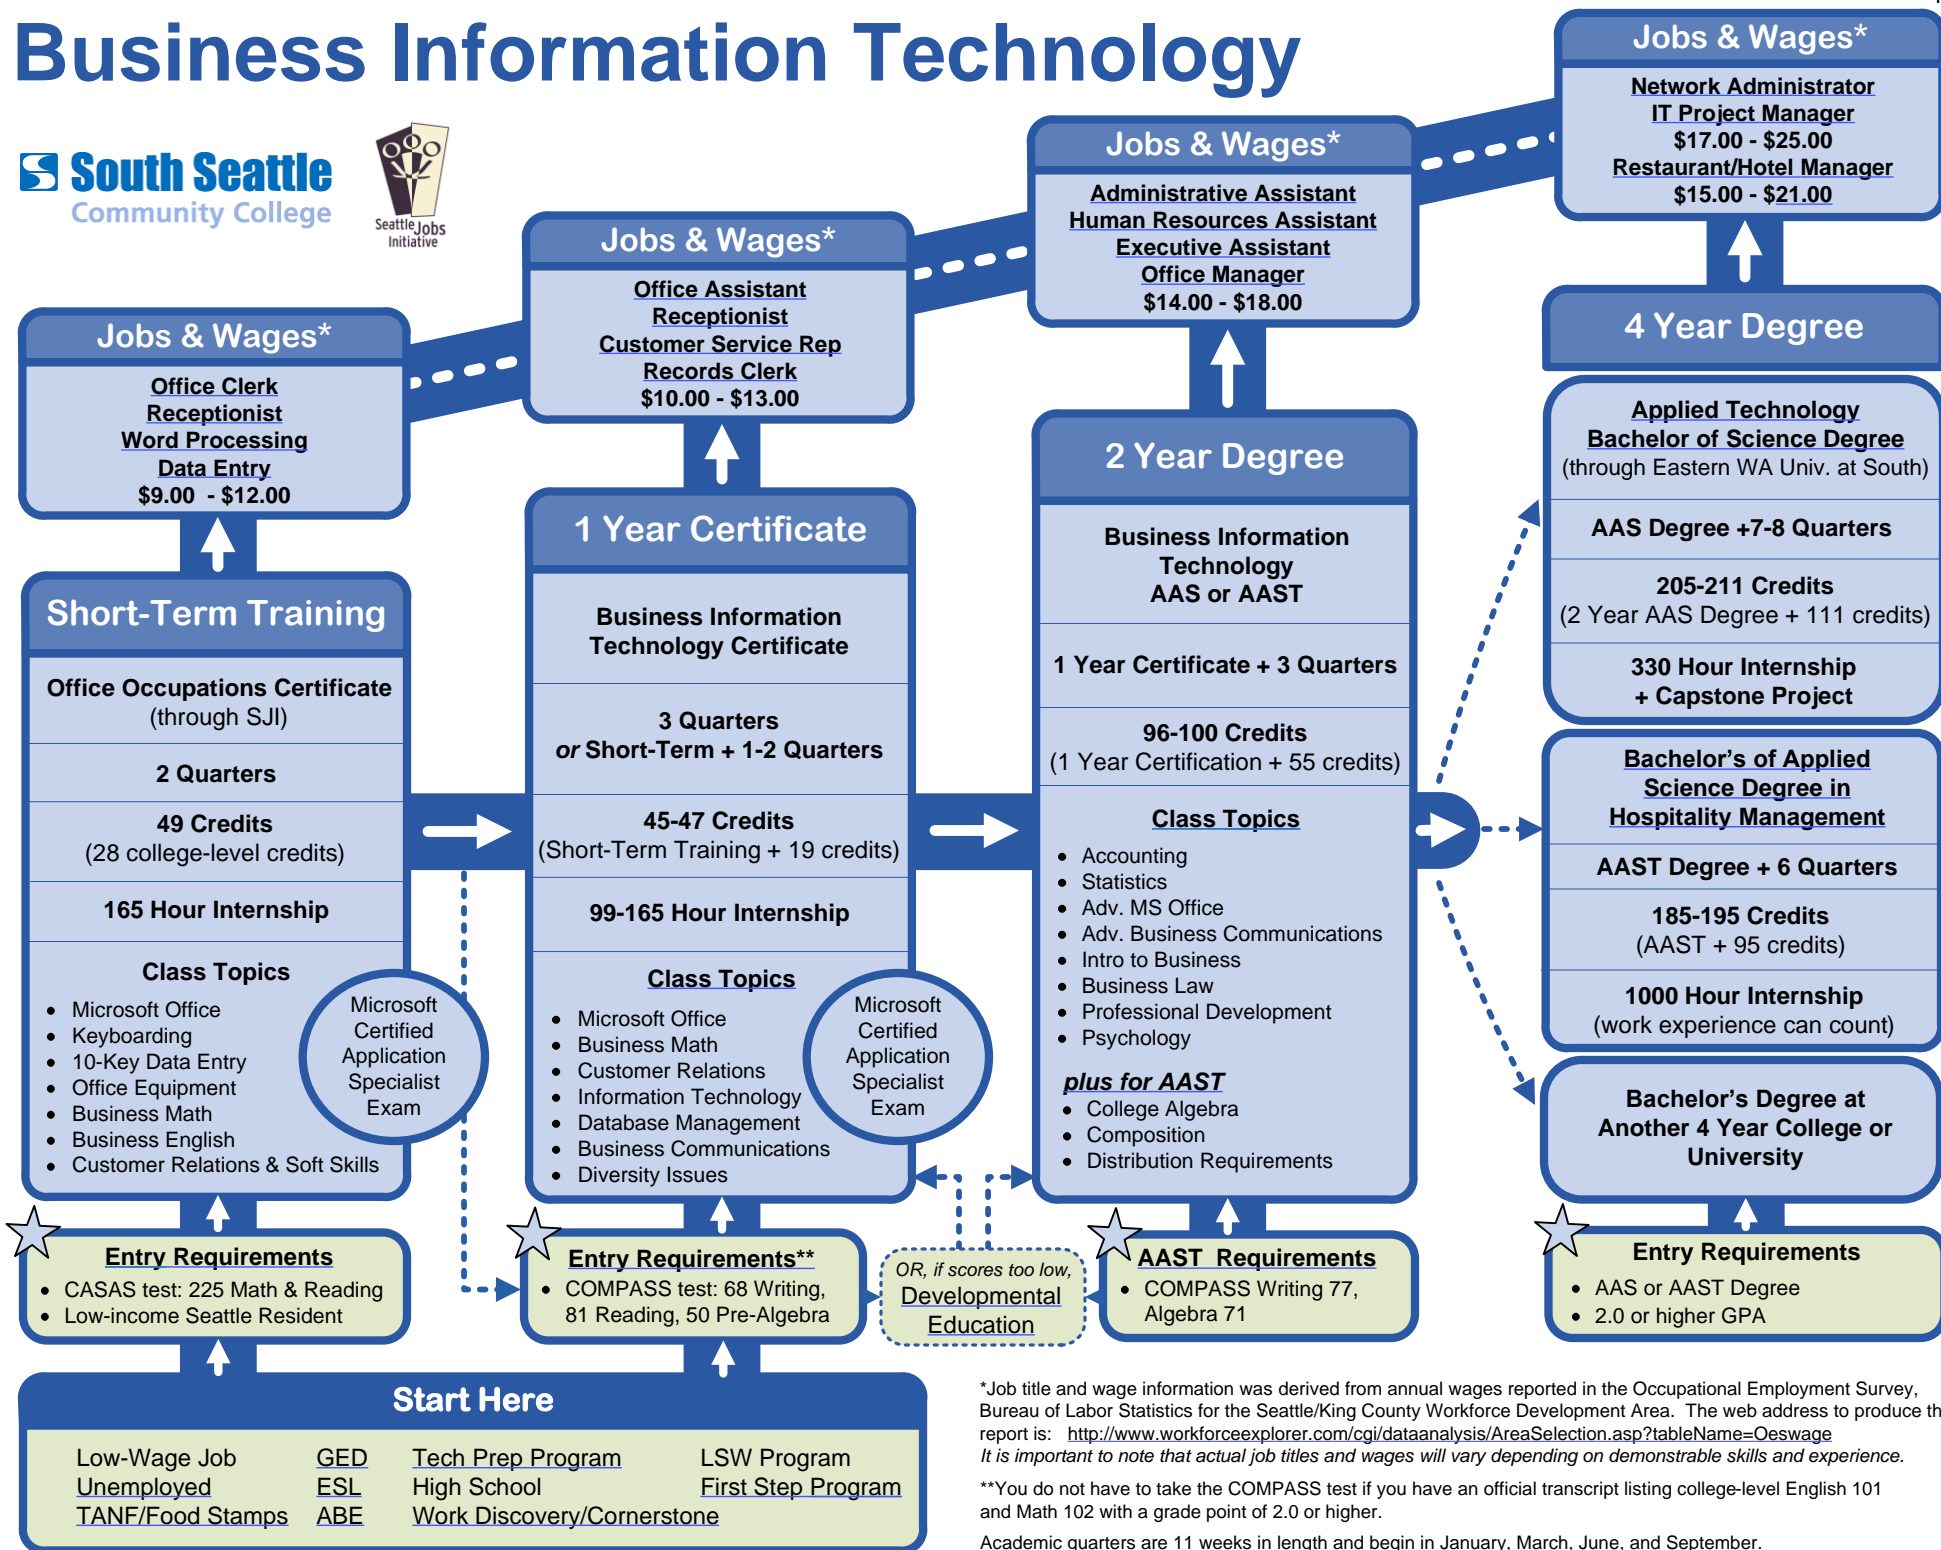 Business Information Technology
South Seattle
Community College
Seattle Jobs
Initiative
Jobs & Wages*
Office Clerk
Receptionist
Word Processing
Data Entry
$9.00 - $12.00
Short-Term Training
Office Occupations Certificate
(through SJI)
2 Quarters
49 Credits
(28 college-level credits)
165 Hour Internship
Class Topics
• Microsoft Office
• Keyboarding
• 10-Key Data Entry
• Office Equipment
• Business Math
• Business English
• Customer Relations & Soft Skills
Microsoft
Certified
Application
Specialist
Exam
Entry Requirements
• CASAS test: 225 Math & Reading
• Low-income Seattle Resident
Jobs & Wages*
Office Assistant
Receptionist
Customer Service Rep
Records Clerk
$10.00 - $13.00
1 Year Certificate
Business Information
Technology Certificate
3 Quarters
or Short-Term + 1-2 Quarters
45-47 Credits
(Short-Term Training + 19 credits)
99-165 Hour Internship
Class Topics
• Microsoft Office
• Business Math
• Customer Relations
• Information Technology
• Database Management
• Business Communications
• Diversity Issues
Microsoft
Certified
Application
Specialist
Exam
Entry Requirements**
• COMPASS test: 68 Writing,
81 Reading, 50 Pre-Algebra
OR, if scores too low,
Developmental
Education
Jobs & Wages*
Administrative Assistant
Human Resources Assistant
Executive Assistant
Office Manager
$14.00 - $18.00
2 Year Degree
Business Information
Technology
AAS or AAST
1 Year Certificate + 3 Quarters
96-100 Credits
(1 Year Certification + 55 credits)
Class Topics
• Accounting
• Statistics
• Adv. MS Office
• Adv. Business Communications
• Intro to Business
• Business Law
• Professional Development
• Psychology
plus for AAST
• College Algebra
• Composition
• Distribution Requirements
AAST Requirements
• COMPASS Writing 77,
Algebra 71
Jobs & Wages*
Network Administrator
IT Project Manager
$17.00 - $25.00
Restaurant/Hotel Manager
$15.00 - $21.00
4 Year Degree
Applied Technology
Bachelor of Science Degree
(through Eastern WA Univ. at South)
AAS Degree +7-8 Quarters
205-211 Credits
(2 Year AAS Degree + 111 credits)
330 Hour Internship
+ Capstone Project
Bachelor's of Applied
Science Degree in
Hospitality Management
AAST Degree + 6 Quarters
185-195 Credits
(AAST + 95 credits)
1000 Hour Internship
(work experience can count)
Bachelor's Degree at
Another 4 Year College or
University
Entry Requirements
• AAS or AAST Degree
• 2.0 or higher GPA
Start Here
Low-Wage Job GED Tech Prep Program LSW Program
Unemployed ESL High School First Step Program
TANF/Food Stamps ABE Work Discovery/Cornerstone
*Job title and wage information was derived from annual wages reported in the Occupational Employment Survey,
Bureau of Labor Statistics for the Seattle/King County Workforce Development Area. The web address to produce th
report is: http://www.workforceexplorer.com/cgi/dataanalysis/AreaSelection.asp?tableName=Oeswage
It is important to note that actual job titles and wages will vary depending on demonstrable skills and experience.
**You do not have to take the COMPASS test if you have an official transcript listing college-level English 101
and Math 102 with a grade point of 2.0 or higher.
Academic quarters are 11 weeks in length and begin in January, March, June, and September.